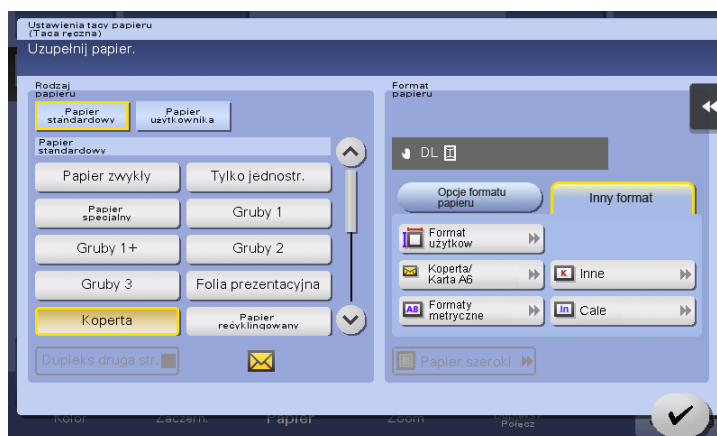 Ustawienia tacy papieru
(Taca ręczna)
Uzupełnij papier.
Rodzaj
papieru
Papier
standardowy
Papier
użytkownika
Papier
standardowy
Papier zwykły
Tylko jednostr.
Papier
specjalny
Gruby 1
Gruby 1+
Gruby 2
Gruby 3
Folia prezentacyjna
Koperta
Papier
recyklingowany
Dupleks druga str.
Format
papieru
DL
Opcje formatu
papieru
Inny format
Format
użytkow
Koperta/
Karta A6
K Inne
AB Formaty
metryczne
In Cale
Papier szeroki
Kolor
Zaczern.
Papier
Zoom
Dupleks/
Połącz